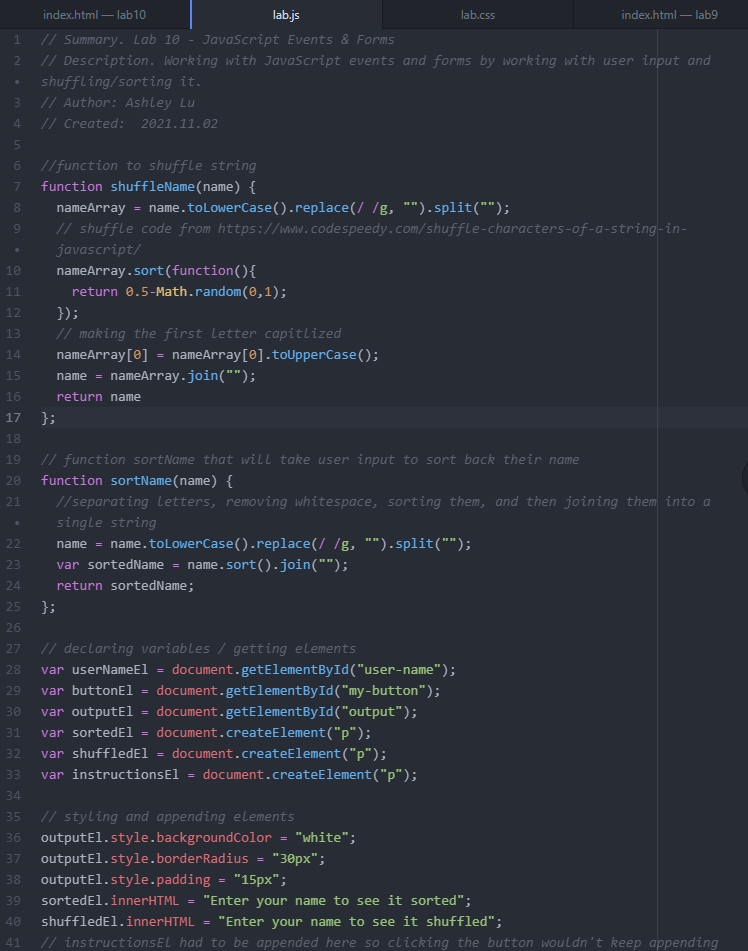 index.html — lab10 lab.js lab.css index.html — lab9
1 // Summary. Lab 10 - JavaScript Events & Forms
2 // Description. Working with JavaScript events and forms by working with user input and
• shuffling/sorting it.
3 // Author: Ashley Lu
4 // Created:  2021.11.02
5
6 //function to shuffle string
7 function shuffleName(name) {
8   nameArray = name.toLowerCase().replace(/ /g, "").split("");
9   // shuffle code from https://www.codespeedy.com/shuffle-characters-of-a-string-in-
•   javascript/
10   nameArray.sort(function(){
11     return 0.5-Math.random(0,1);
12   });
13   // making the first letter capitlized
14   nameArray[0] = nameArray[0].toUpperCase();
15   name = nameArray.join("");
16   return name
17 };
18
19 // function sortName that will take user input to sort back their name
20 function sortName(name) {
21   //separating letters, removing whitespace, sorting them, and then joining them into a
•   single string
22   name = name.toLowerCase().replace(/ /g, "").split("");
23   var sortedName = name.sort().join("");
24   return sortedName;
25 };
26
27 // declaring variables / getting elements
28 var userNameEl = document.getElementById("user-name");
29 var buttonEl = document.getElementById("my-button");
30 var outputEl = document.getElementById("output");
31 var sortedEl = document.createElement("p");
32 var shuffledEl = document.createElement("p");
33 var instructionsEl = document.createElement("p");
34
35 // styling and appending elements
36 outputEl.style.backgroundColor = "white";
37 outputEl.style.borderRadius = "30px";
38 outputEl.style.padding = "15px";
39 sortedEl.innerHTML = "Enter your name to see it sorted";
40 shuffledEl.innerHTML = "Enter your name to see it shuffled";
41 // instructionsEl had to be appended here so clicking the button wouldn't keep appending